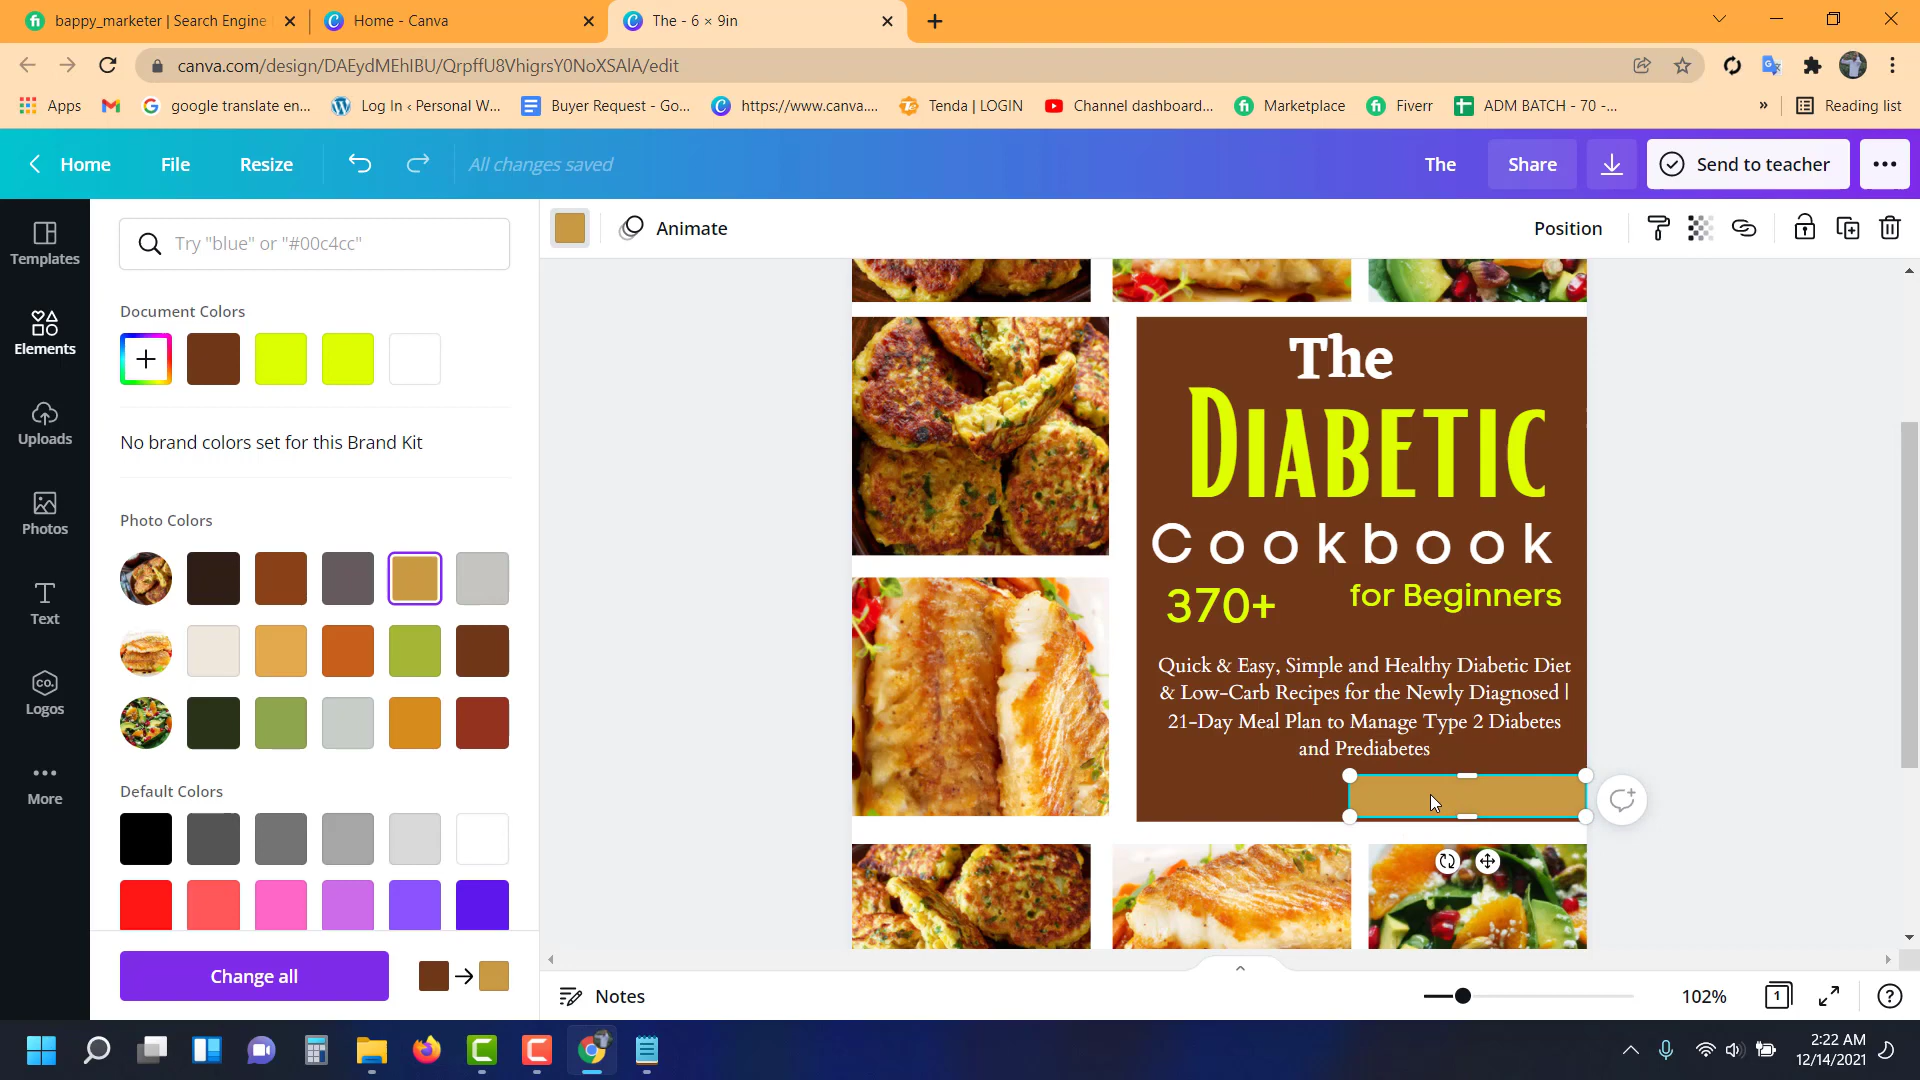 bappy_marketer | Search Engine
Home - Canva
The - 6 × 9in
canva.com/design/DAEydMEhIBU/QrpffU8VhigrsY0NoXSAlA/edit
Apps
google translate en...
Log In ‹ Personal W...
Buyer Request - Go...
https://www.canva....
Tenda | LOGIN
Channel dashboard...
Marketplace
Fiverr
ADM BATCH - 70 -...
»
Reading list
Home
File
Resize
All changes saved
The
Share
Send to teacher
Templates
Elements
Uploads
Photos
Text
CO.
Logos
More
Try "blue" or "#00c4cc"
Document Colors
No brand colors set for this Brand Kit
Photo Colors
Default Colors
Change all
Animate
Position
The
Diabetic
Cookbook
370+
for Beginners
Quick & Easy, Simple and Healthy Diabetic Diet
& Low-Carb Recipes for the Newly Diagnosed |
21-Day Meal Plan to Manage Type 2 Diabetes
and Prediabetes
Notes
102%
1
2:22 AM
12/14/2021